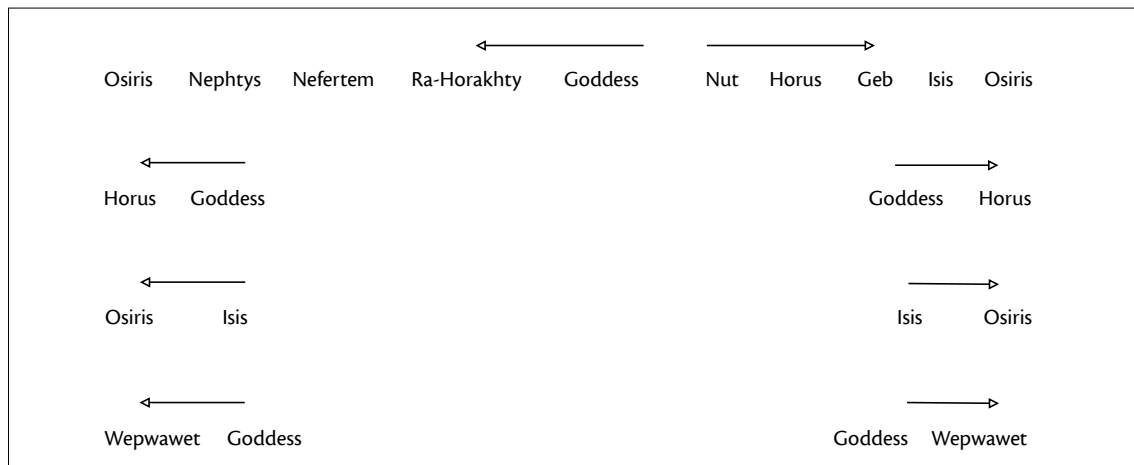 Osiris Nephtys Nefertem Ra-Horakhty Goddess Nut Horus Geb Isis Osiris
Horus Goddess Goddess Horus
Osiris Isis Isis Osiris
Wepwawet Goddess Goddess Wepwawet